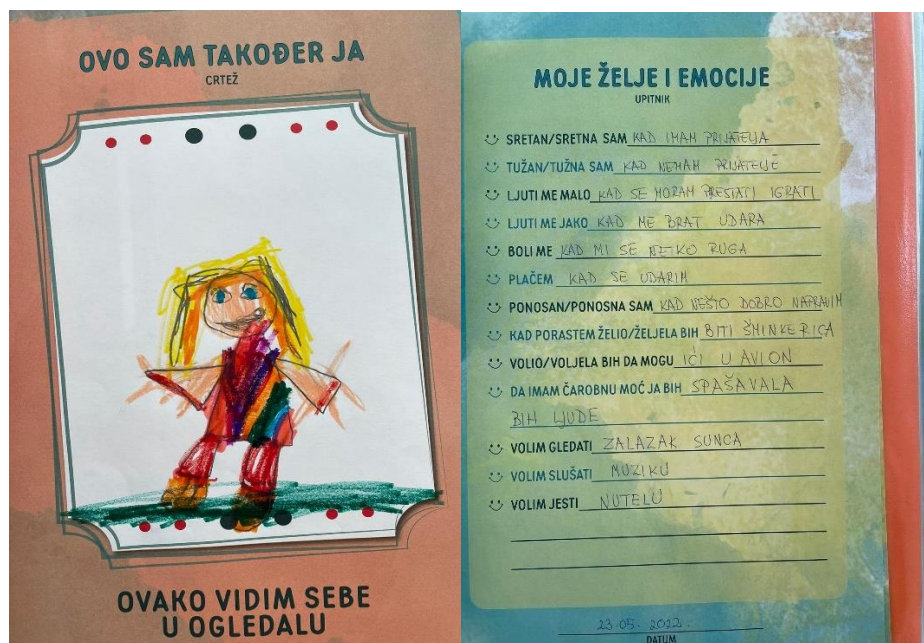 OVO SAM TAKOĐER JA
CRTEŽ
OVAKO VIDIM SEBE
U OGLEDALU
MOJE ŽELJE I EMOCIJE
UPITNIK
SRETAN/SRETNA SAM KAD IMAM PRIJATELJA
TUŽAN/TUŽNA SAM KAD NEMAM PRIJATELJE
LJUTI ME MALO KAD SE MORAM PRESTATI IGRATI
LJUTI ME JAKO KAD ME BRAT UDARA
BOLI ME KAD MI SE NETKO RUGA
PLAČEM KAD SE UDARIM
PONOSAN/PONOSNA SAM KAD NEŠTO DOBRO NAPRAVIM
KAD PORASTEM ŽELIO/ŽELJELA BIH BITI ŠMINKERICA
VOLIO/VOLJELA BIH DA MOGU IĆI U AVION
DA IMAM ČAROBNU MOĆ JA BIH SPAŠAVALA
BIH LJUDE
VOLIM GLEDATI ZALAZAK SUNCA
VOLIM SLUŠATI MUZIKU
VOLIM JESTI NUTELU
23.05.2022.
DATUM